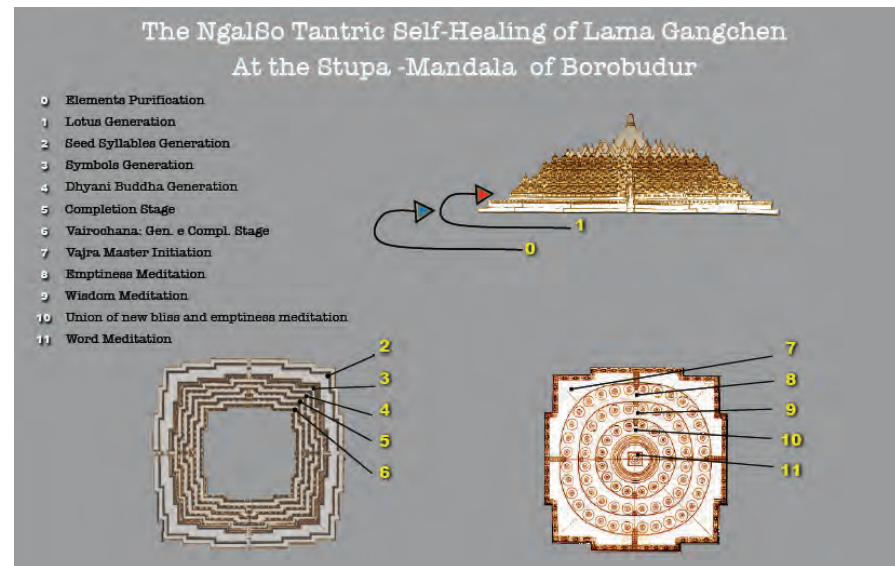 The NgalSo Tantric Self-Healing of Lama Gangchen
At the Stupa -Mandala of Borobudur
0 Elements Purification
1 Lotus Generation
2 Seed Syllables Generation
3 Symbols Generation
4 Dhyani Buddha Generation
5 Completion Stage
6 Vairochana: Gen. e Compl. Stage
7 Vajra Master Initiation
8 Emptiness Meditation
9 Wisdom Meditation
10 Union of new bliss and emptiness meditation
11 Word Meditation
1
0
2
3
4
5
6
7
8
9
10
11